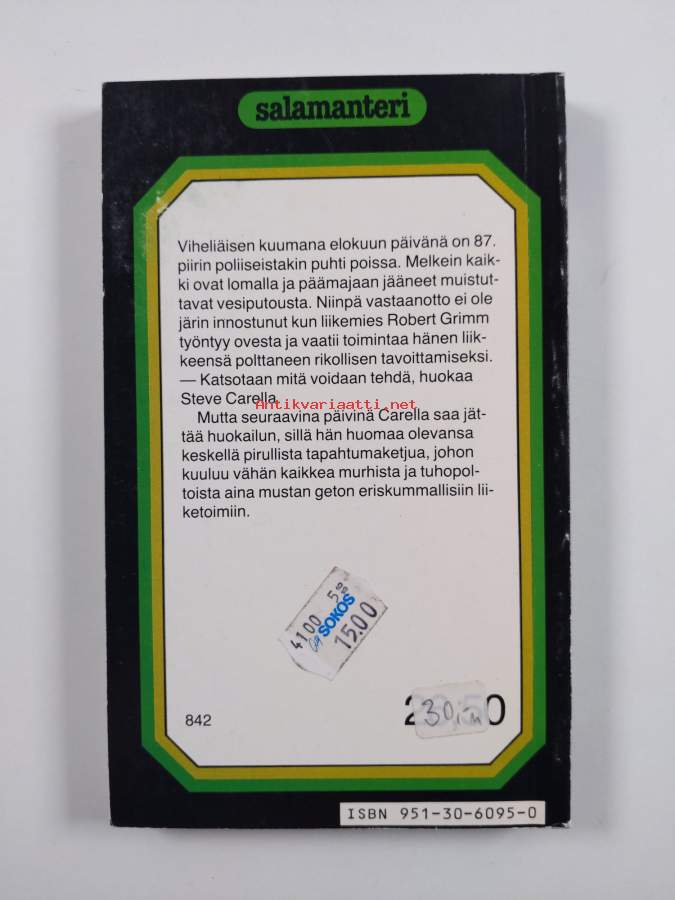 salamanteri
Viheliäisen kuumana elokuun päivänä on 87.
piirin poliiseistakin puhti poissa. Melkein kaik-
ki ovat lomalla ja päämajaan jääneet muistut-
tavat vesiputousta. Niinpä vastaanotto ei ole
järin innostunut kun liikemies Robert Grimm
työntyy ovesta ja vaatii toimintaa hänen liik-
keensä polttaneen rikollisen tavoittamiseksi.
— Katsotaan mitä voidaan tehdä, huokaa
Steve Carella.
Antikvariaatti.net
Mutta seuraavina päivinä Carella saa jät-
tää huokailun, sillä hän huomaa olevansa
keskellä pirullista tapahtumaketjua, johon
kuuluu vähän kaikkea murhista ja tuhopol-
toista aina mustan geton eriskummallisiin lii-
ketoimiin.
4100 58
SOKOS
15.00
842
30,-
ISBN 951-30-6095-0